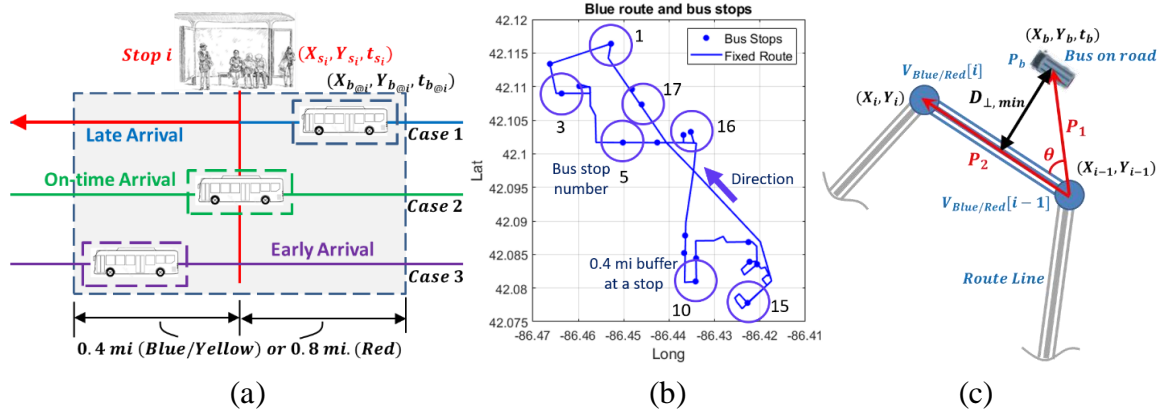 Stop i
(X_{s_i}, Y_{s_i}, t_{s_i})
(X_{b@i}, Y_{b@i}, t_{b@i})
Late Arrival
Case 1
On-time Arrival
Case 2
Early Arrival
Case 3
0.4 mi (Blue/Yellow) or 0.8 mi. (Red)
(a)
Blue route and bus stops
Bus Stops
Fixed Route
Lat
42.12
42.115
42.11
42.105
42.1
42.095
42.09
42.085
42.08
42.075
1
17
3
16
5
Bus stop
number
Direction
0.4 mi buffer
at a stop
10
15
-86.47 -86.46 -86.45 -86.44 -86.43 -86.42 -86.41
Long
(b)
(X_b, Y_b, t_b)
P_b
Bus on road
V_{Blue/Red}[i]
(X_i, Y_i)
D_{⊥,min}
P_1
P_2
θ
(X_{i-1}, Y_{i-1})
V_{Blue/Red}[i-1]
Route Line
(c)